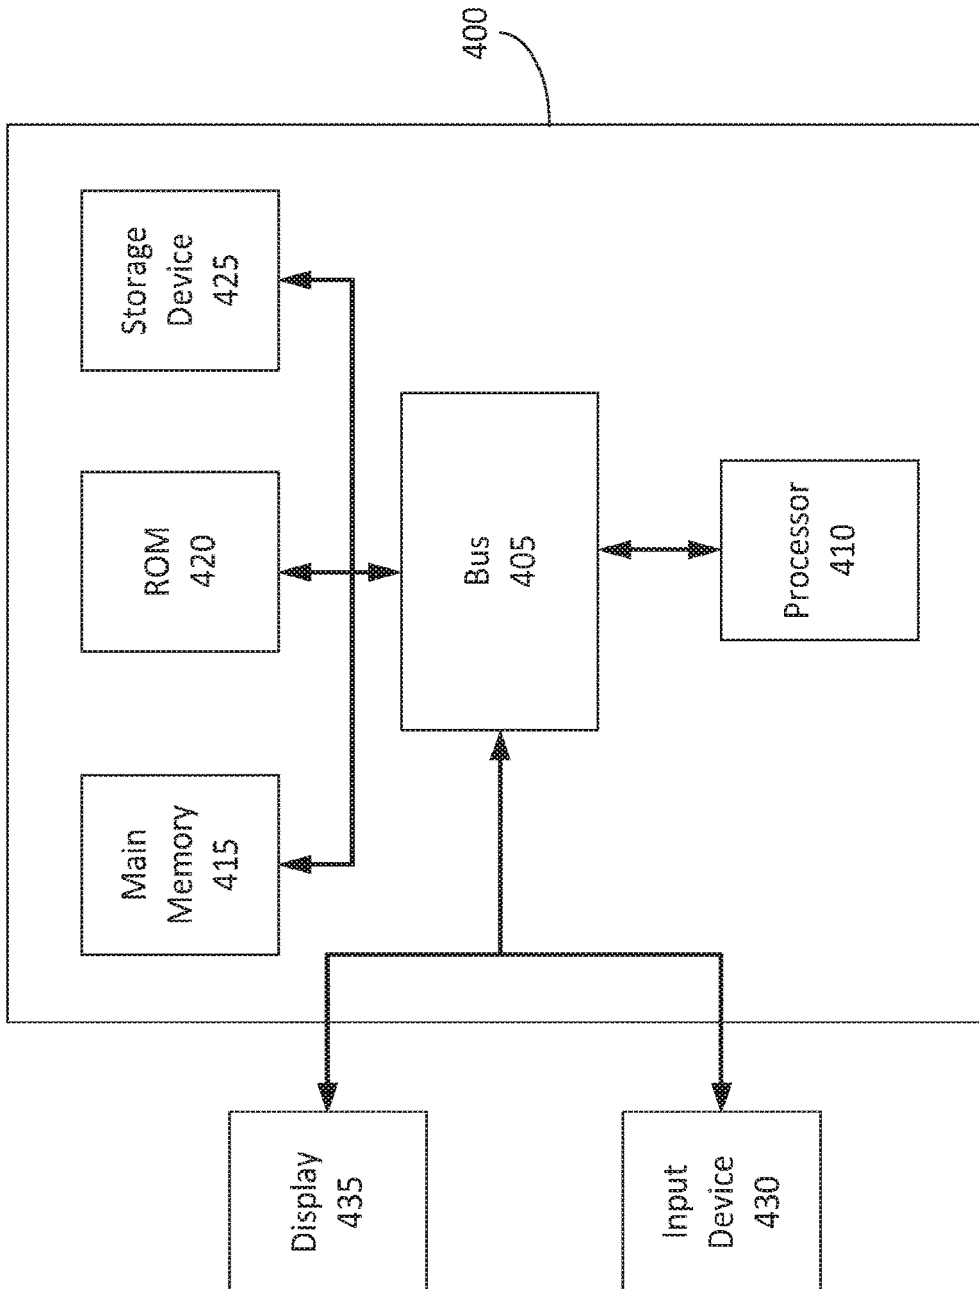 400
Display
435
Input
Device
430
Main
Memory
415
ROM
420
Storage
Device
425
Bus
405
Processor
410